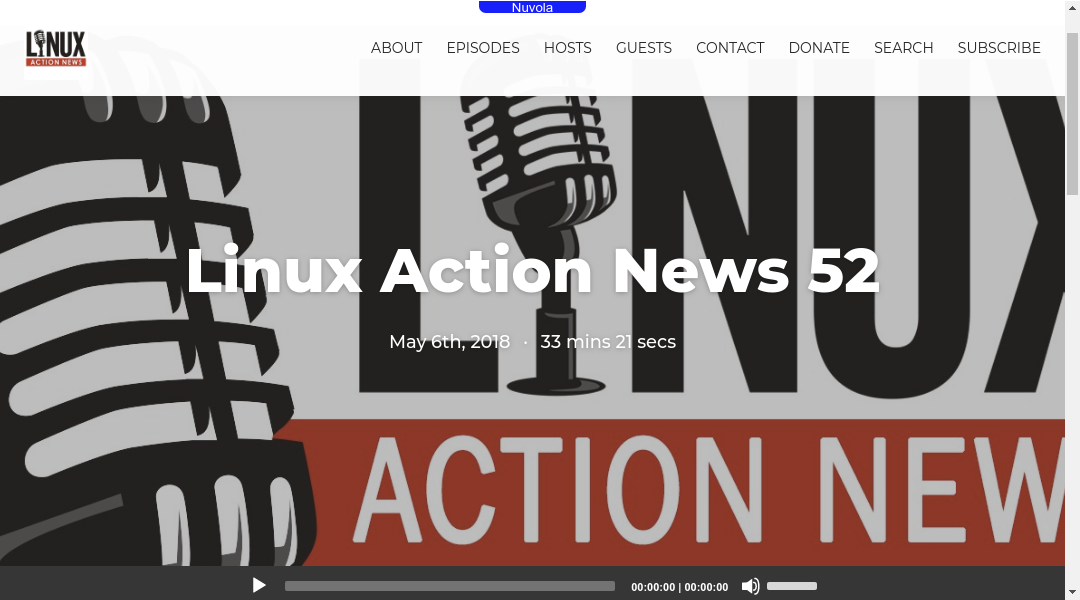 Nuvola
LINUX
ACTION NEWS
ABOUT EPISODES HOSTS GUESTS CONTACT DONATE SEARCH SUBSCRIBE
LINUX
Linux Action News 52
May 6th, 2018 · 33 mins 21 secs
ACTION NEW
00:00:00 | 00:00:00